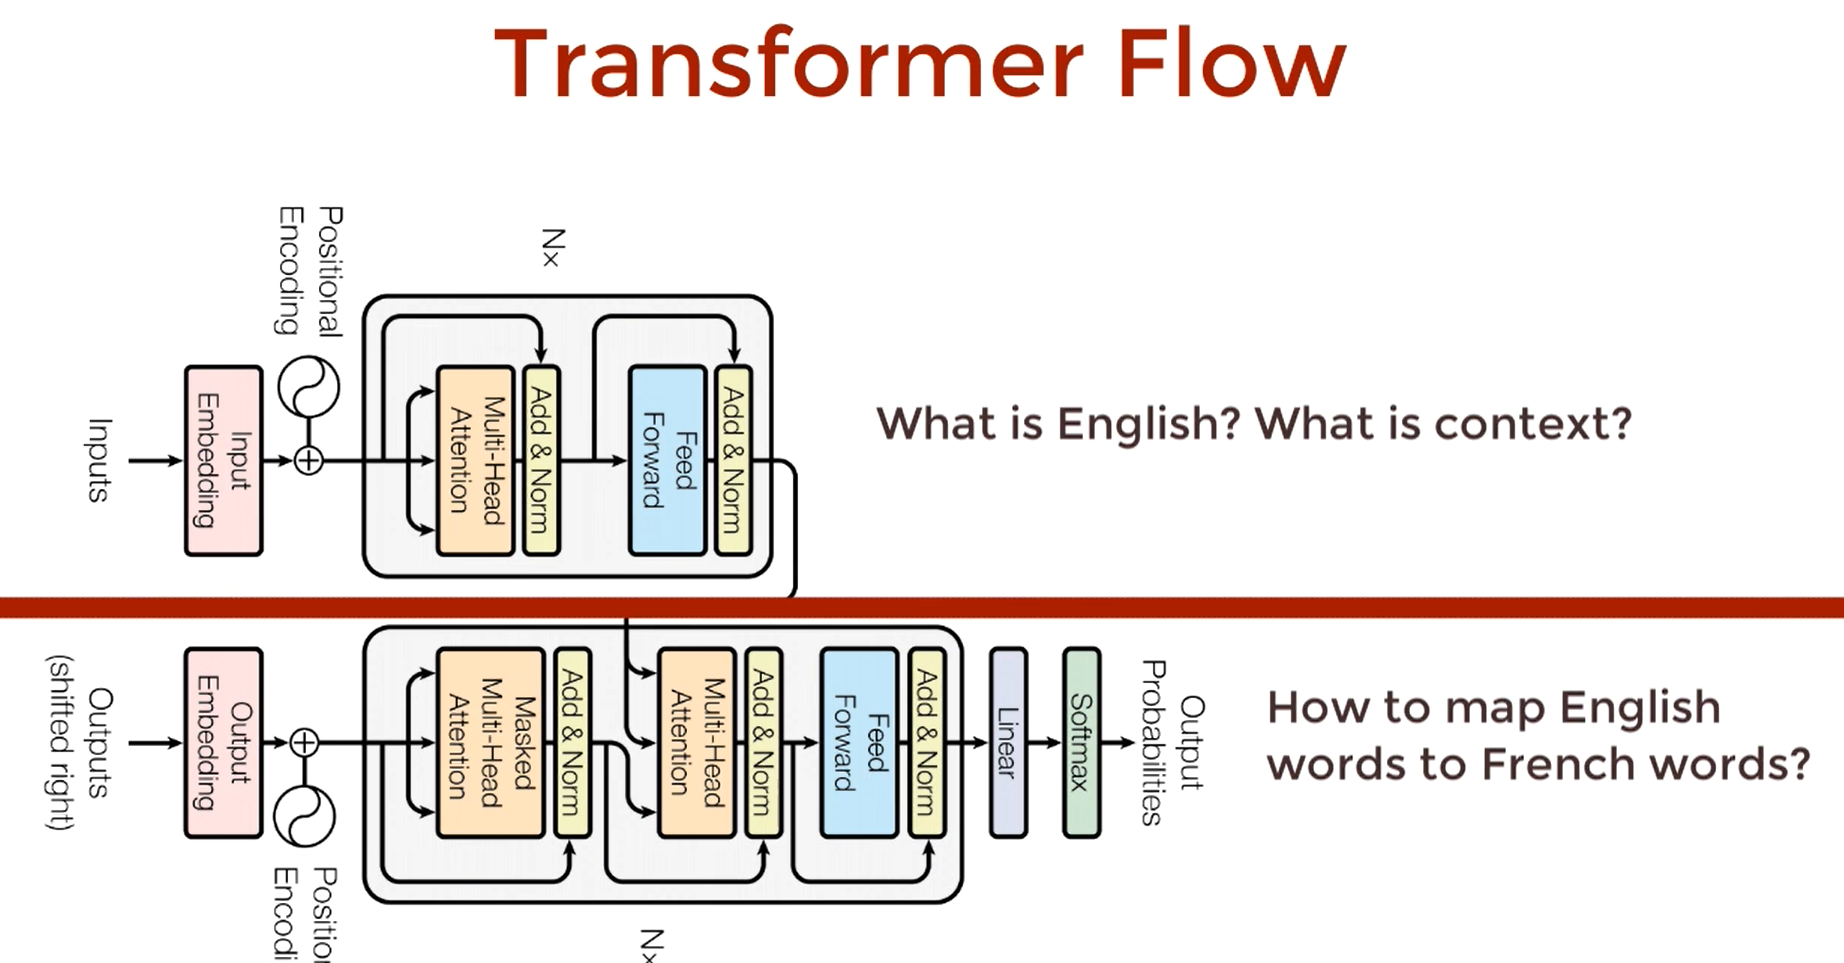 Transformer Flow
Positional
Encoding
Nx
Inputs
Input
Embedding
Multi-Head
Attention
Add & Norm
Feed
Forward
Add & Norm
What is English? What is context?
Outputs
(shifted right)
Output
Embedding
Masked
Multi-Head
Attention
Add & Norm
Multi-Head
Attention
Add & Norm
Feed
Forward
Add & Norm
Linear
Softmax
Output
Probabilities
How to map English
words to French words?
Nx